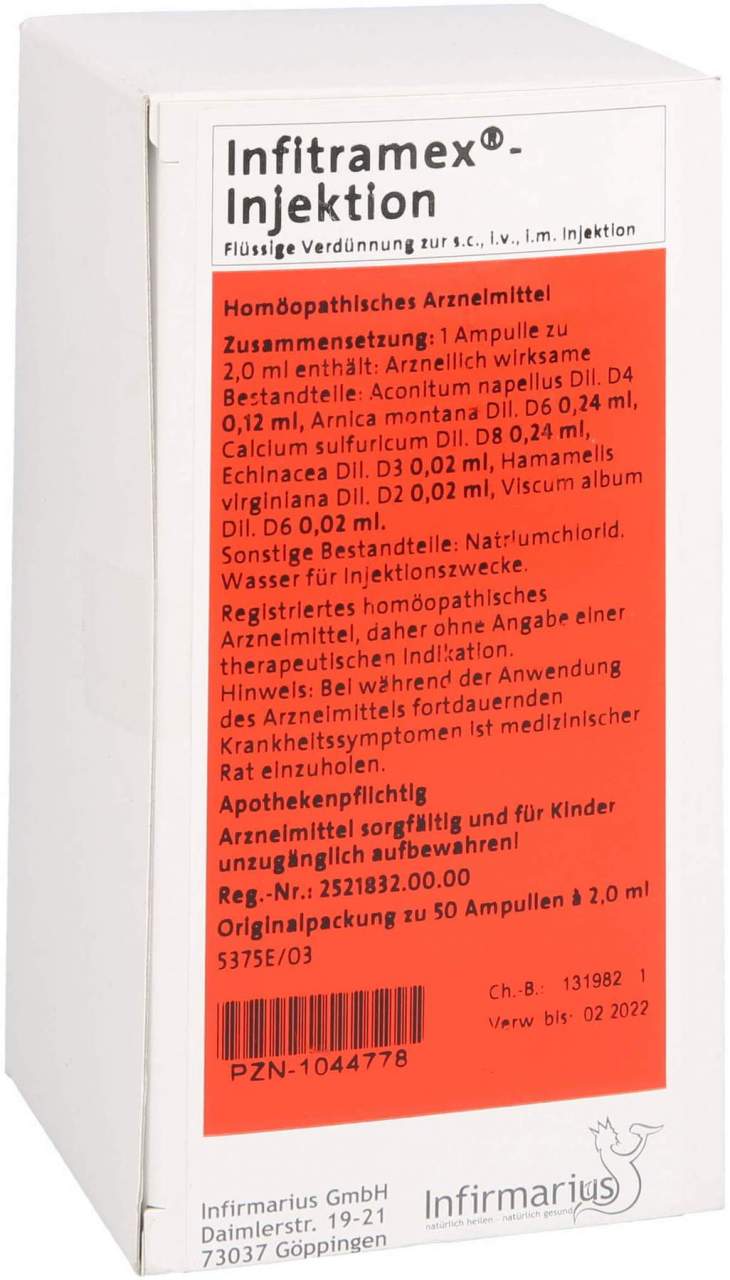 Infitramex®-
Injektion
Flüssige Verdünnung zur s.c., i.v., i.m. Injektion
Homöopathisches Arzneimittel
Zusammensetzung: 1 Ampulle zu
2,0 ml enthält: Arzneilich wirksame
Bestandteile: Aconitum napellus Dil. D4
0,12 ml, Arnica montana Dil. D6 0,24 ml,
Calcium sulfuricum Dil. D8 0,24 ml,
Echinacea Dil. D3 0,02 ml, Hamamelis
virginiana Dil. D2 0,02 ml, Viscum album
Dil. D6 0,02 ml.
Sonstige Bestandteile: Natriumchlorid.
Wasser für Injektionszwecke.
Registriertes homöopathisches
Arzneimittel, daher ohne Angabe einer
therapeutischen Indikation.
Hinweis: Bei während der Anwendung
des Arzneimittels fortdauernden
Krankheitssymptomen ist medizinischer
Rat einzuholen.
Apothekenpflichtig
Arzneimittel sorgfältig und für Kinder
unzugänglich aufbewahren!
Reg.-Nr.: 2521832.00.00
Originalpackung zu 50 Ampullen à 2,0 ml
5375E/03
Ch.-B.: 131982 1
Verw bis: 02 2022
PZN-1044778
Infirmarius GmbH
Daimlerstr. 19-21
73037 Göppingen
Infirmarius
natürlich heilen - natürlich gesund